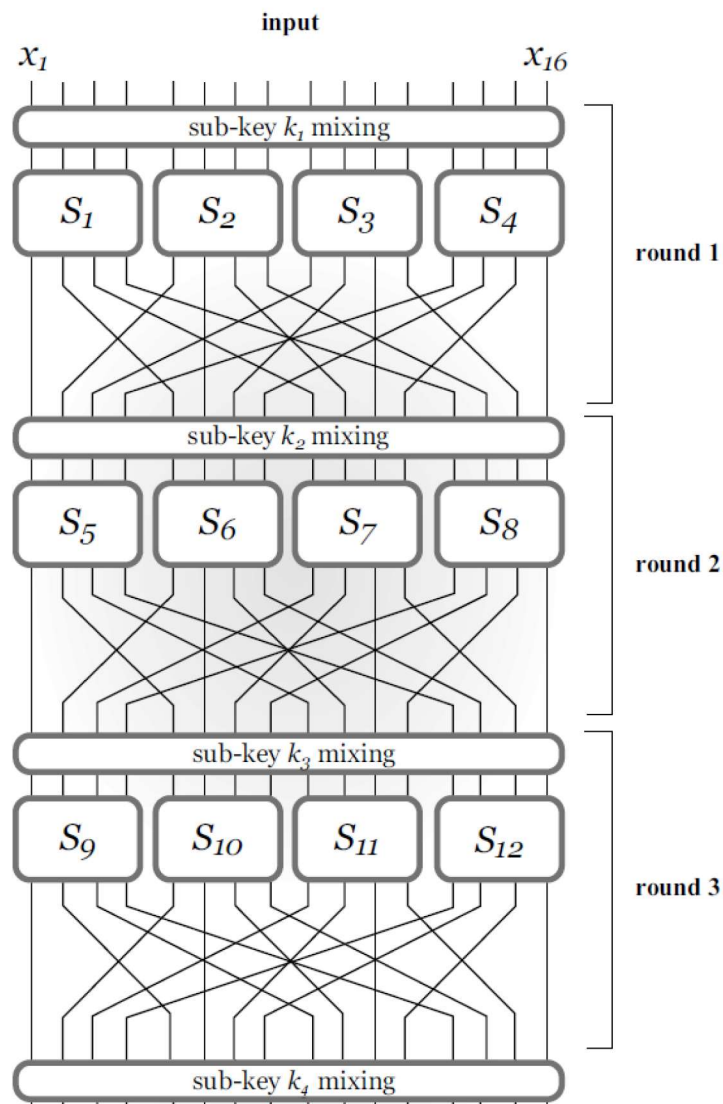 input
x₁ x₁₆
sub-key k₁ mixing
S₁ S₂ S₃ S₄
round 1
sub-key k₂ mixing
S₅ S₆ S₇ S₈
round 2
sub-key k₃ mixing
S₉ S₁₀ S₁₁ S₁₂
round 3
sub-key k₄ mixing